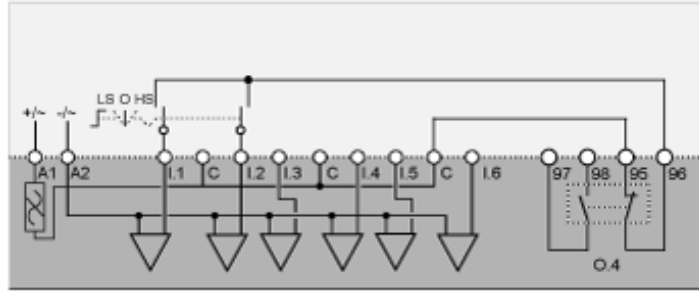 LS O HS
+/~ -/~
A1 A2 I.1 C I.2 I.3 C I.4 I.5 C I.6 97 98 95 96
O.4